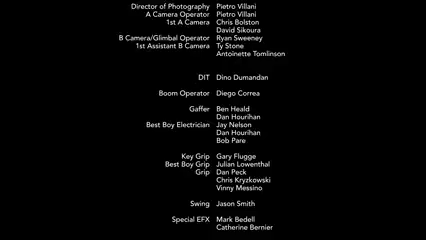 Director of Photography Pietro Villani
A Camera Operator Pietro Villani
1st A Camera Chris Bolston
David Sikoura
B Camera/Glimbal Operator Ryan Sweeney
1st Assistant B Camera Ty Stone
Antoinette Tomlinson
DIT Dino Dumandan
Boom Operator Diego Correa
Gaffer Ben Heald
Dan Hourihan
Best Boy Electrician Jay Nelson
Dan Hourihan
Bob Pare
Key Grip Gary Flugge
Best Boy Grip Julian Lowenthal
Grip Dan Peck
Chris Kryzkowski
Vinny Messino
Swing Jason Smith
Special EFX Mark Bedell
Catherine Bernier